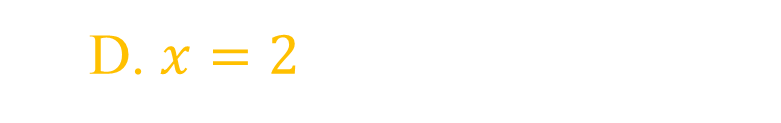 D. 𝑥 = 2